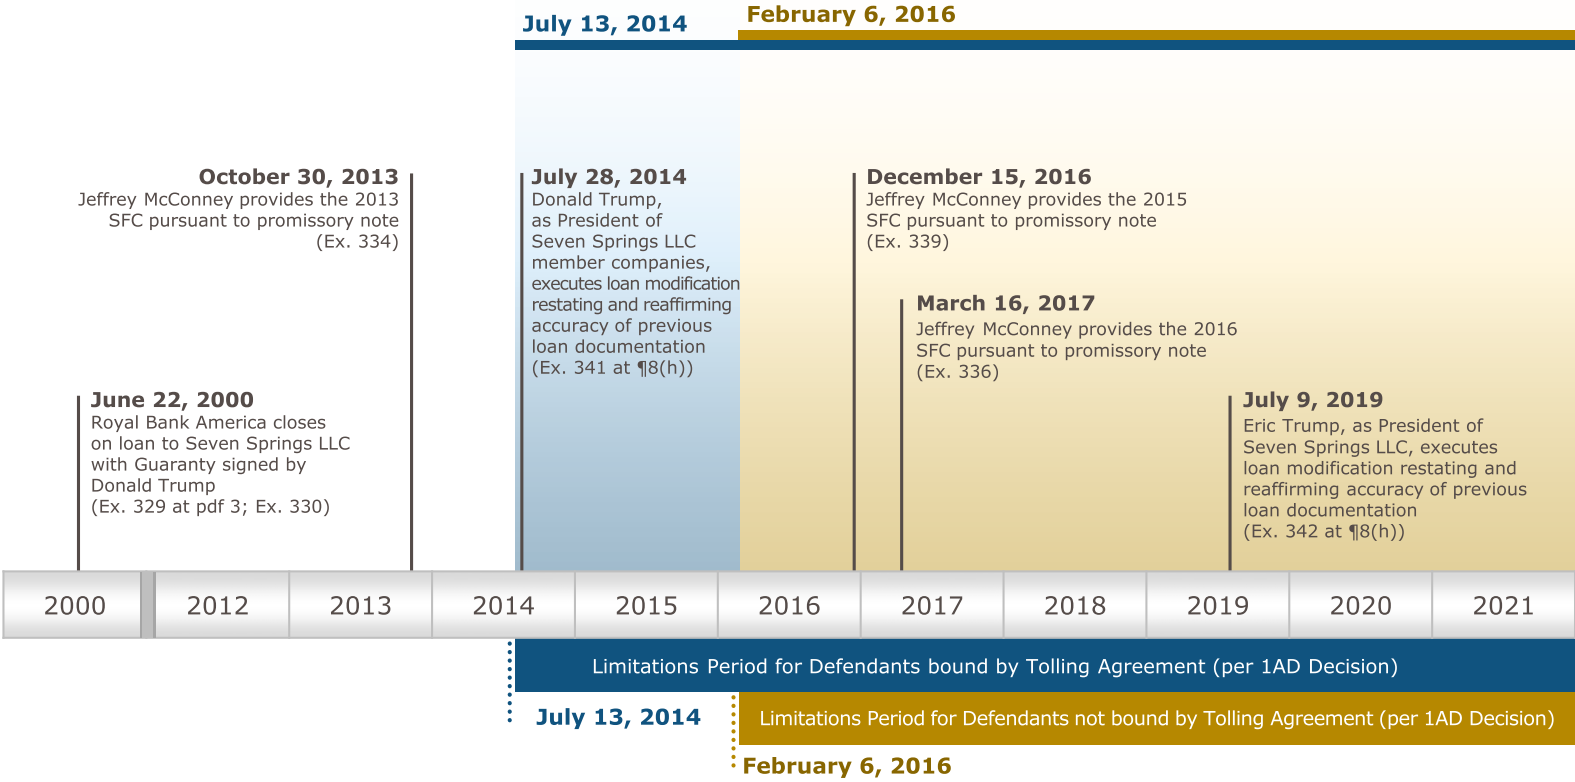 July 13, 2014
February 6, 2016
October 30, 2013
Jeffrey McConney provides the 2013
SFC pursuant to promissory note
(Ex. 334)
July 28, 2014
Donald Trump,
as President of
Seven Springs LLC
member companies,
executes loan modification
restating and reaffirming
accuracy of previous
loan documentation
(Ex. 341 at ¶8(h))
December 15, 2016
Jeffrey McConney provides the 2015
SFC pursuant to promissory note
(Ex. 339)
March 16, 2017
Jeffrey McConney provides the 2016
SFC pursuant to promissory note
(Ex. 336)
June 22, 2000
Royal Bank America closes
on loan to Seven Springs LLC
with Guaranty signed by
Donald Trump
(Ex. 329 at pdf 3; Ex. 330)
July 9, 2019
Eric Trump, as President of
Seven Springs LLC, executes
loan modification restating and
reaffirming accuracy of previous
loan documentation
(Ex. 342 at ¶8(h))
2000 2012 2013 2014 2015 2016 2017 2018 2019 2020 2021
Limitations Period for Defendants bound by Tolling Agreement (per 1AD Decision)
July 13, 2014
Limitations Period for Defendants not bound by Tolling Agreement (per 1AD Decision)
February 6, 2016